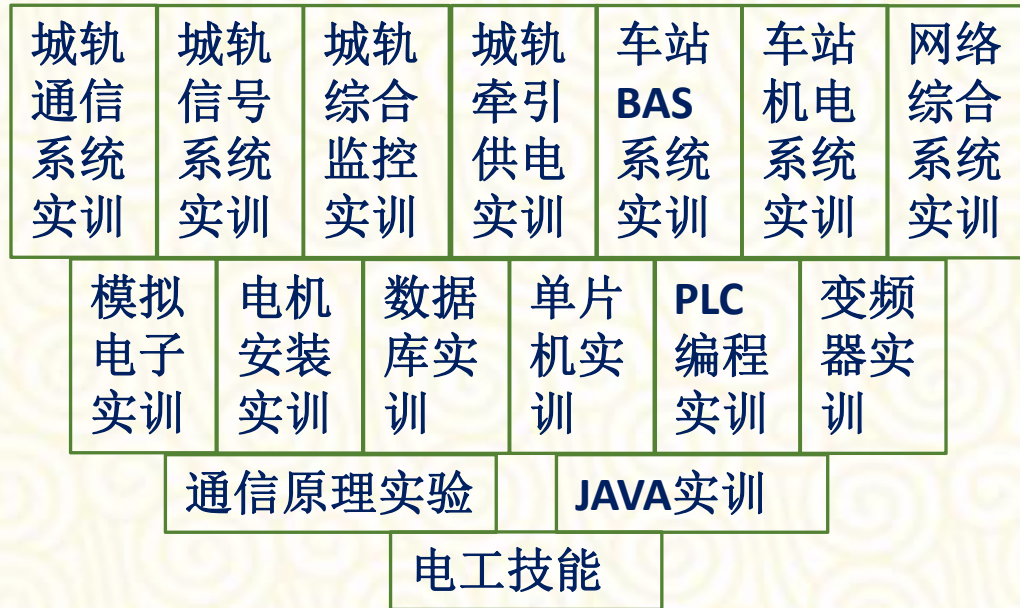 城轨
通信
系统
实训
城轨
信号
系统
实训
城轨
综合
监控
实训
城轨
牵引
供电
实训
车站
BAS
系统
实训
车站
机电
系统
实训
网络
综合
系统
实训
模拟
电子
实训
电机
安装
实训
数据
库实
训
单片
机实
训
PLC
编程
实训
变频
器实
训
通信原理实验
JAVA实训
电工技能